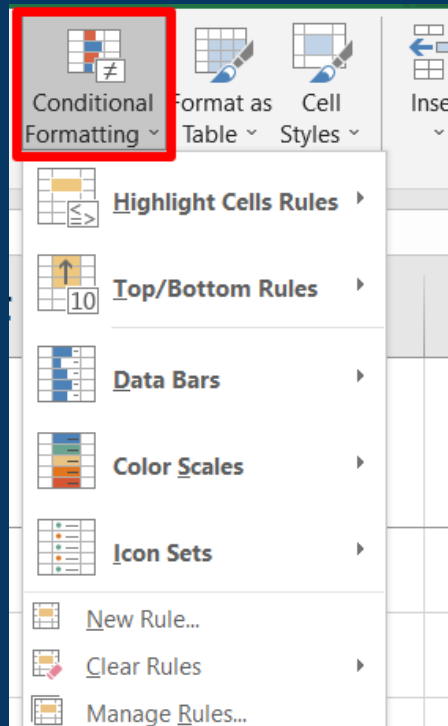 Conditional Formatting
Format as Table
Cell Styles
≠
Highlight Cells Rules
≤ >
Top/Bottom Rules
10
Data Bars
Color Scales
Icon Sets
New Rule...
Clear Rules
Manage Rules...